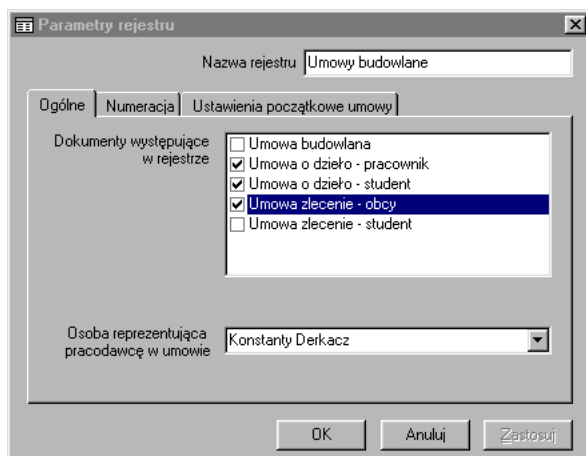 Parametry rejestru
Nazwa rejestru Umowy budowlane
Ogólne Numeracja Ustawienia początkowe umowy
Dokumenty występujące
w rejestrze
Umowa budowlana
Umowa o dzieło - pracownik
Umowa o dzieło - student
Umowa zlecenie - obcy
Umowa zlecenie - student
Osoba reprezentująca
pracodawcę w umowie
Konstanty Derkacz
OK Anuluj Zastosuj